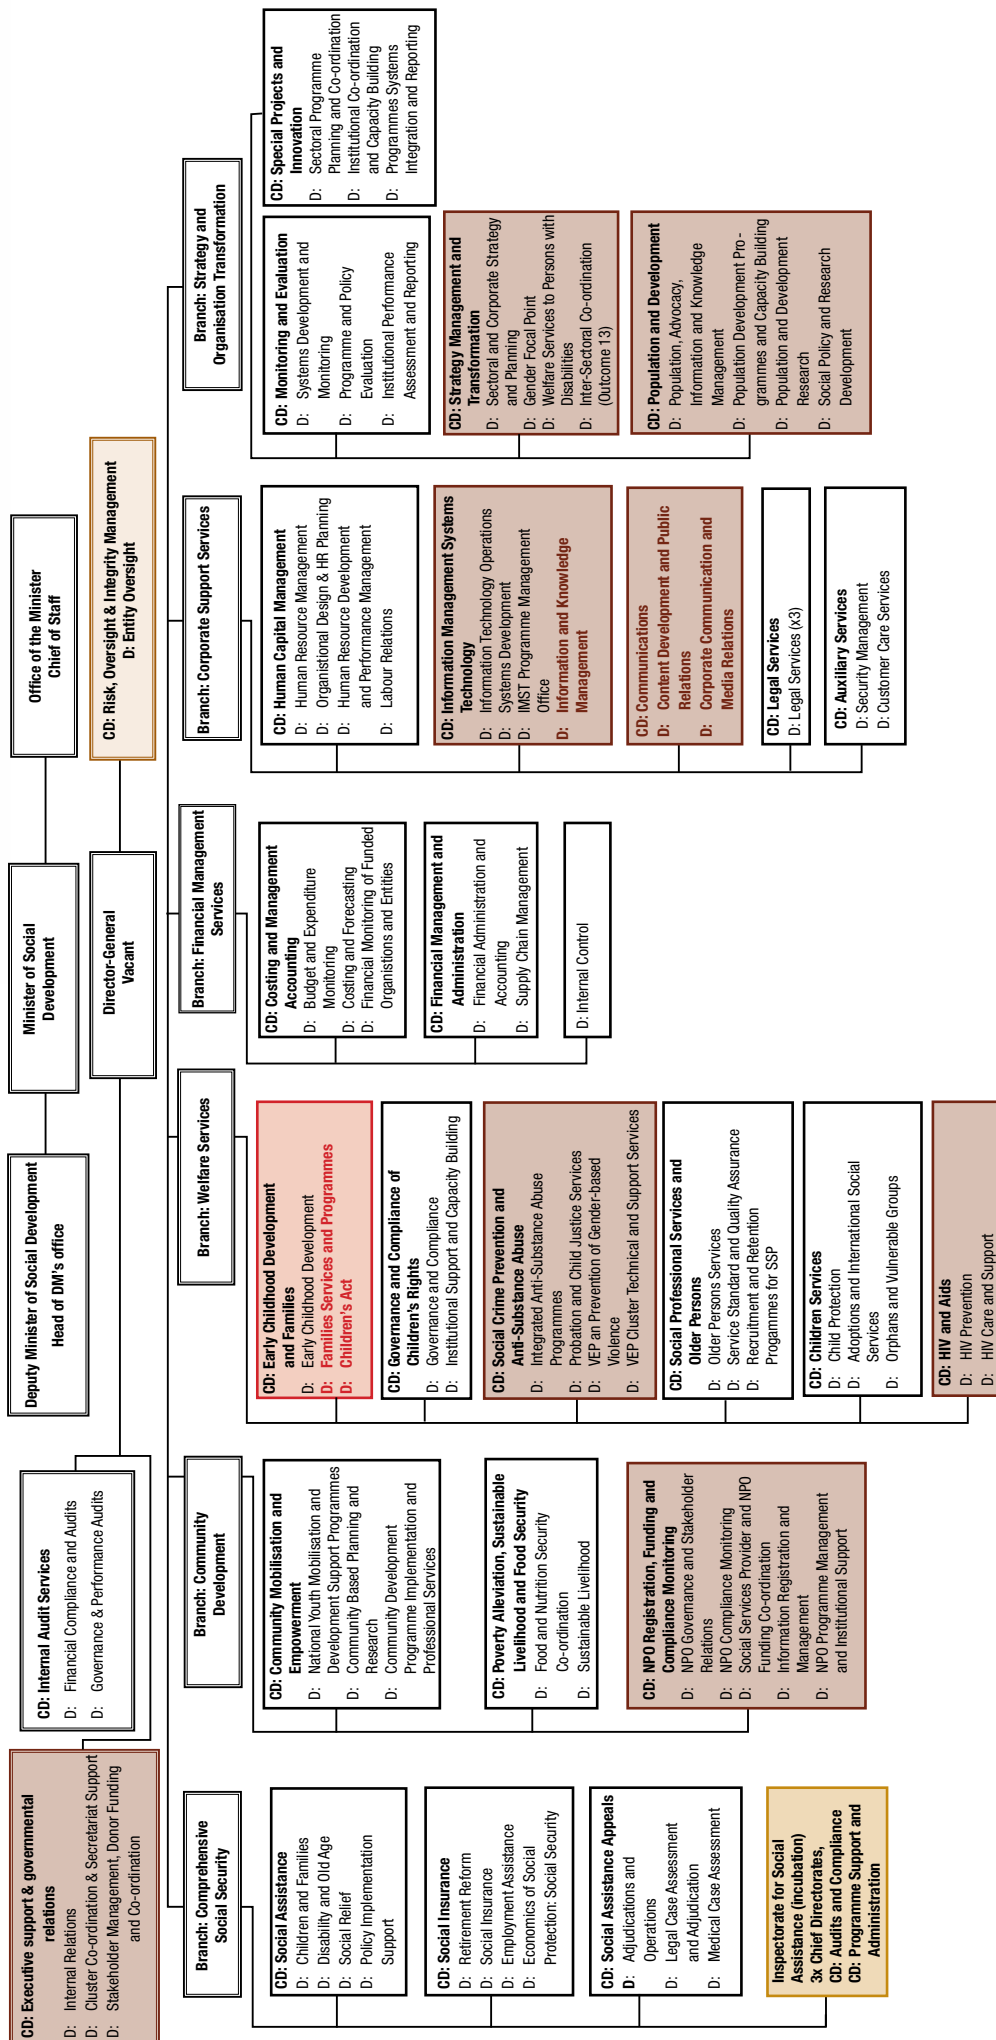 Deputy Minister of Social Development
Head of DM's office
Minister of Social
Development
Office of the Minister
Chief of Staff
Director-General
Vacant
CD: Risk, Oversight & Integrity Management
D: Entity Oversight
CD: Executive support & governmental
relations
D: Internal Relations
D: Cluster Co-ordination & Secretariat Support
D: Stakeholder Management, Donor Funding
and Co-ordination
CD: Internal Audit Services
D: Financial Compliance and Audits
D: Governance & Performance Audits
Branch: Comprehensive
Social Security
CD: Social Assistance
D: Children and Families
D: Disability and Old Age
D: Social Relief
D: Policy Implementation
Support
CD: Social Insurance
D: Retirement Reform
D: Social Insurance
D: Employment Assistance
D: Economics of Social
Protection: Social Security
CD: Social Assistance Appeals
D: Adjudications and
Operations
D: Legal Case Assessment
and Adjudication
D: Medical Case Assessment
Inspectorate for Social
Assistance (incubation)
3x Chief Directorates,
CD: Audits and Compliance
CD: Programme Support and
Administration
Branch: Community
Development
CD: Community Mobilisation and
Empowerment
D: National Youth Mobilisation and
Development Support Programmes
D: Community Based Planning and
Research
D: Community Development
Programme Implementation and
Professional Services
CD: Poverty Alleviation, Sustainable
Livelihood and Food Security
D: Food and Nutrition Security
Co-ordination
D: Sustainable Livelihood
CD: NPO Registration, Funding and
Compliance Monitoring
D: NPO Governance and Stakeholder
Relations
D: NPO Compliance Monitoring
D: Social Services Provider and NPO
Funding Co-ordination
D: Information Registration and
Management
D: NPO Programme Management
and Institutional Support
Branch: Welfare Services
CD: Early Childhood Development
and Families
D: Early Childhood Development
D: Families Services and Programmes
D: Children's Act
CD: Governance and Compliance of
Children's Rights
D: Governance and Compliance
D: Institutional Support and Capacity Building
CD: Social Crime Prevention and
Anti-Substance Abuse
D: Integrated Anti-Substance Abuse
Programmes
D: Probation and Child Justice Services
D: VEP an Prevention of Gender-based
Violence
D: VEP Cluster Technical and Support Services
CD: Social Professional Services and
Older Persons
D: Older Persons Services
D: Service Standard and Quality Assurance
D: Recruitment and Retention
Progammes for SSP
CD: Children Services
D: Child Protection
D: Adoptions and International Social
Services
D: Orphans and Vulnerable Groups
CD: HIV and Aids
D: HIV Prevention
D: HIV Care and Support
Branch: Financial Management
Services
CD: Costing and Management
Accounting
D: Budget and Expenditure
Monitoring
D: Costing and Forecasting
D: Financial Monitoring of Funded
Organistions and Entities
CD: Financial Management and
Administration
D: Financial Administration and
Accounting
D: Supply Chain Management
D: Internal Control
Branch: Corporate Support Services
CD: Human Capital Management
D: Human Resource Management
D: Organistional Design & HR Planning
D: Human Resource Development
and Performance Management
D: Labour Relations
CD: Information Management Systems
Technology
D: Information Technology Operations
D: Systems Development
D: IMST Programme Management
Office
D: Information and Knowledge
Management
CD: Communications
D: Content Development and Public
Relations
D: Corporate Communication and
Media Relations
CD: Legal Services
D: Legal Services (x3)
CD: Auxiliary Services
D: Security Management
D: Customer Care Services
Branch: Strategy and
Organisation Transformation
CD: Monitoring and Evaluation
D: Systems Development and
Monitoring
D: Programme and Policy
Evaluation
D: Institutional Performance
Assessment and Reporting
CD: Strategy Management and
Transformation
D: Sectoral and Corporate Strategy
and Planning
D: Gender Focal Point
D: Welfare Services to Persons with
Disabilities
D: Inter-Sectoral Co-ordination
(Outcome 13)
CD: Population and Development
D: Population, Advocacy,
Information and Knowledge
Management
D: Population Development Pro-
grammes and Capacity Building
D: Population and Development
Research
D: Social Policy and Research
Development
CD: Special Projects and
Innovation
D: Sectoral Programme
Planning and Co-ordination
D: Institutional Co-ordination
and Capacity Building
D: Programmes Systems
Integration and Reporting